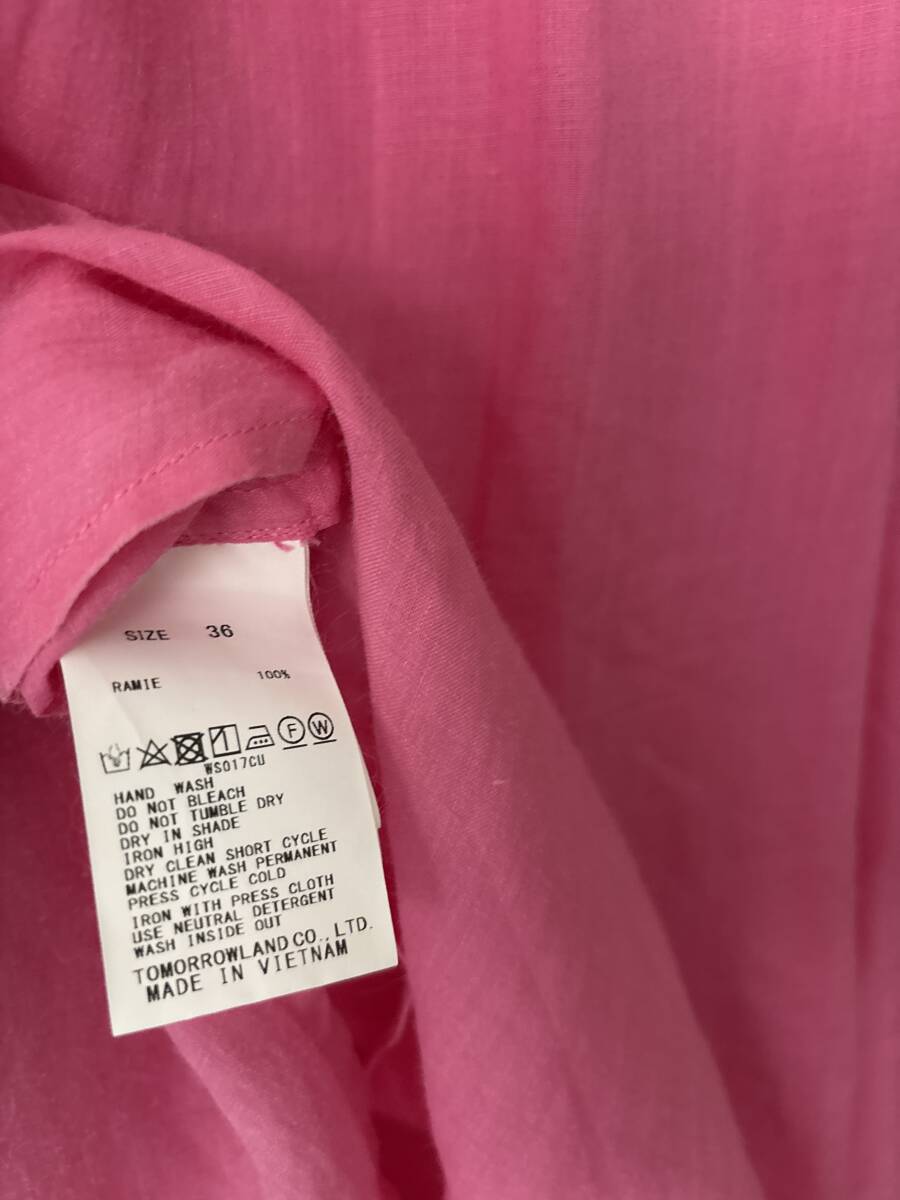 SIZE 36
RAMIE 100%
F W
WS017CU
HAND WASH
DO NOT BLEACH
DO NOT TUMBLE DRY
DRY IN SHADE
IRON HIGH
DRY CLEAN SHORT CYCLE
MACHINE WASH PERMANENT
PRESS CYCLE COLD
IRON WITH PRESS CLOTH
USE NEUTRAL DETERGENT
WASH INSIDE OUT
TOMORROWLAND CO., LTD.
MADE IN VIETNAM